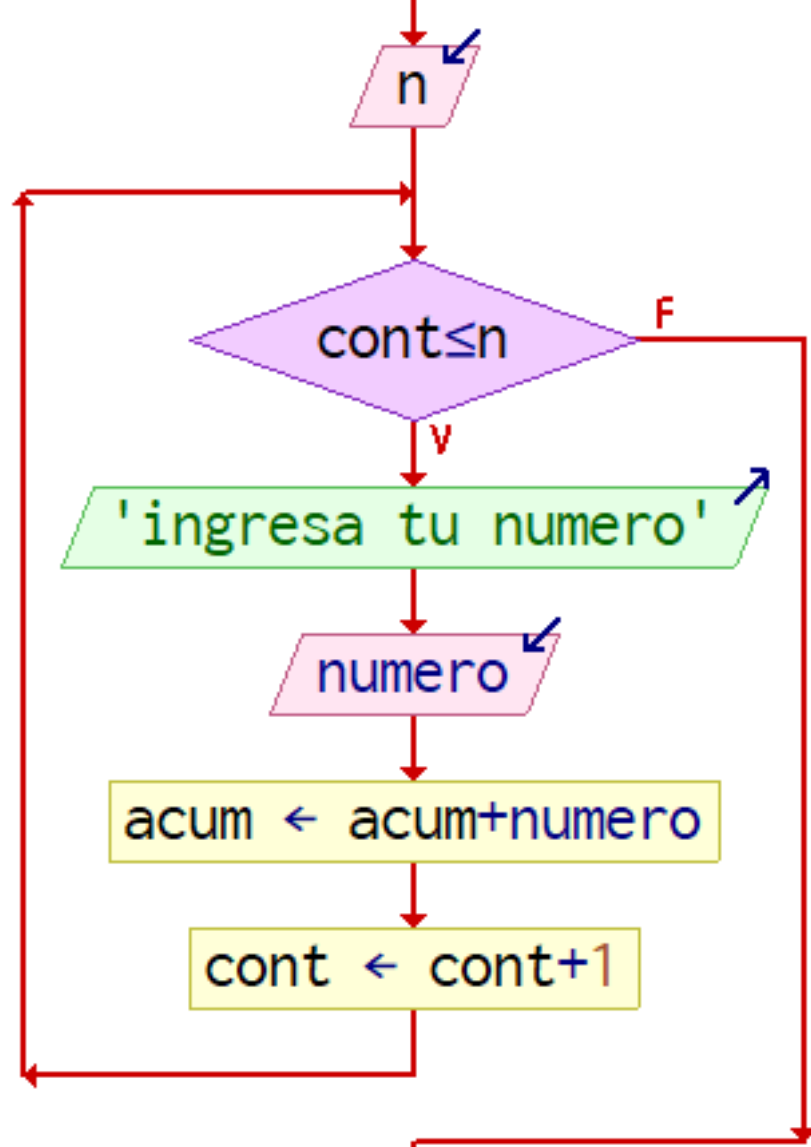 n
cont≤n
F
V
'ingresa tu numero'
numero
acum ← acum+numero
cont ← cont+1